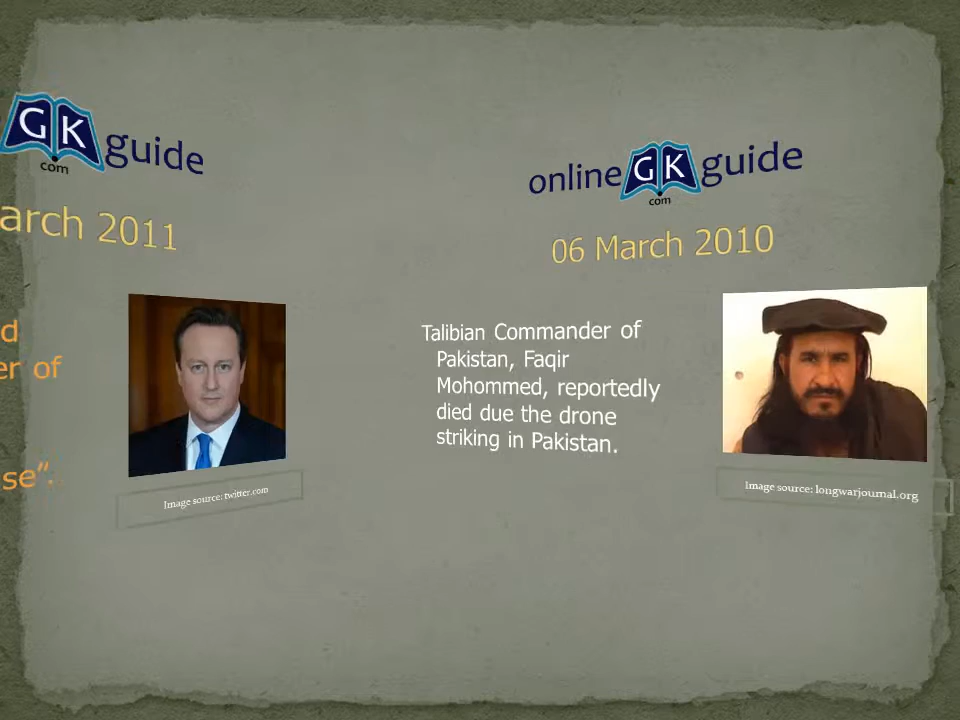 GK guide
com
arch 2011
d
er of
se”.
Image source: twitter.com
online GK guide
com
06 March 2010
Talibian Commander of
Pakistan, Faqir
Mohommed, reportedly
died due the drone
striking in Pakistan.
Image source: longwarjournal.org